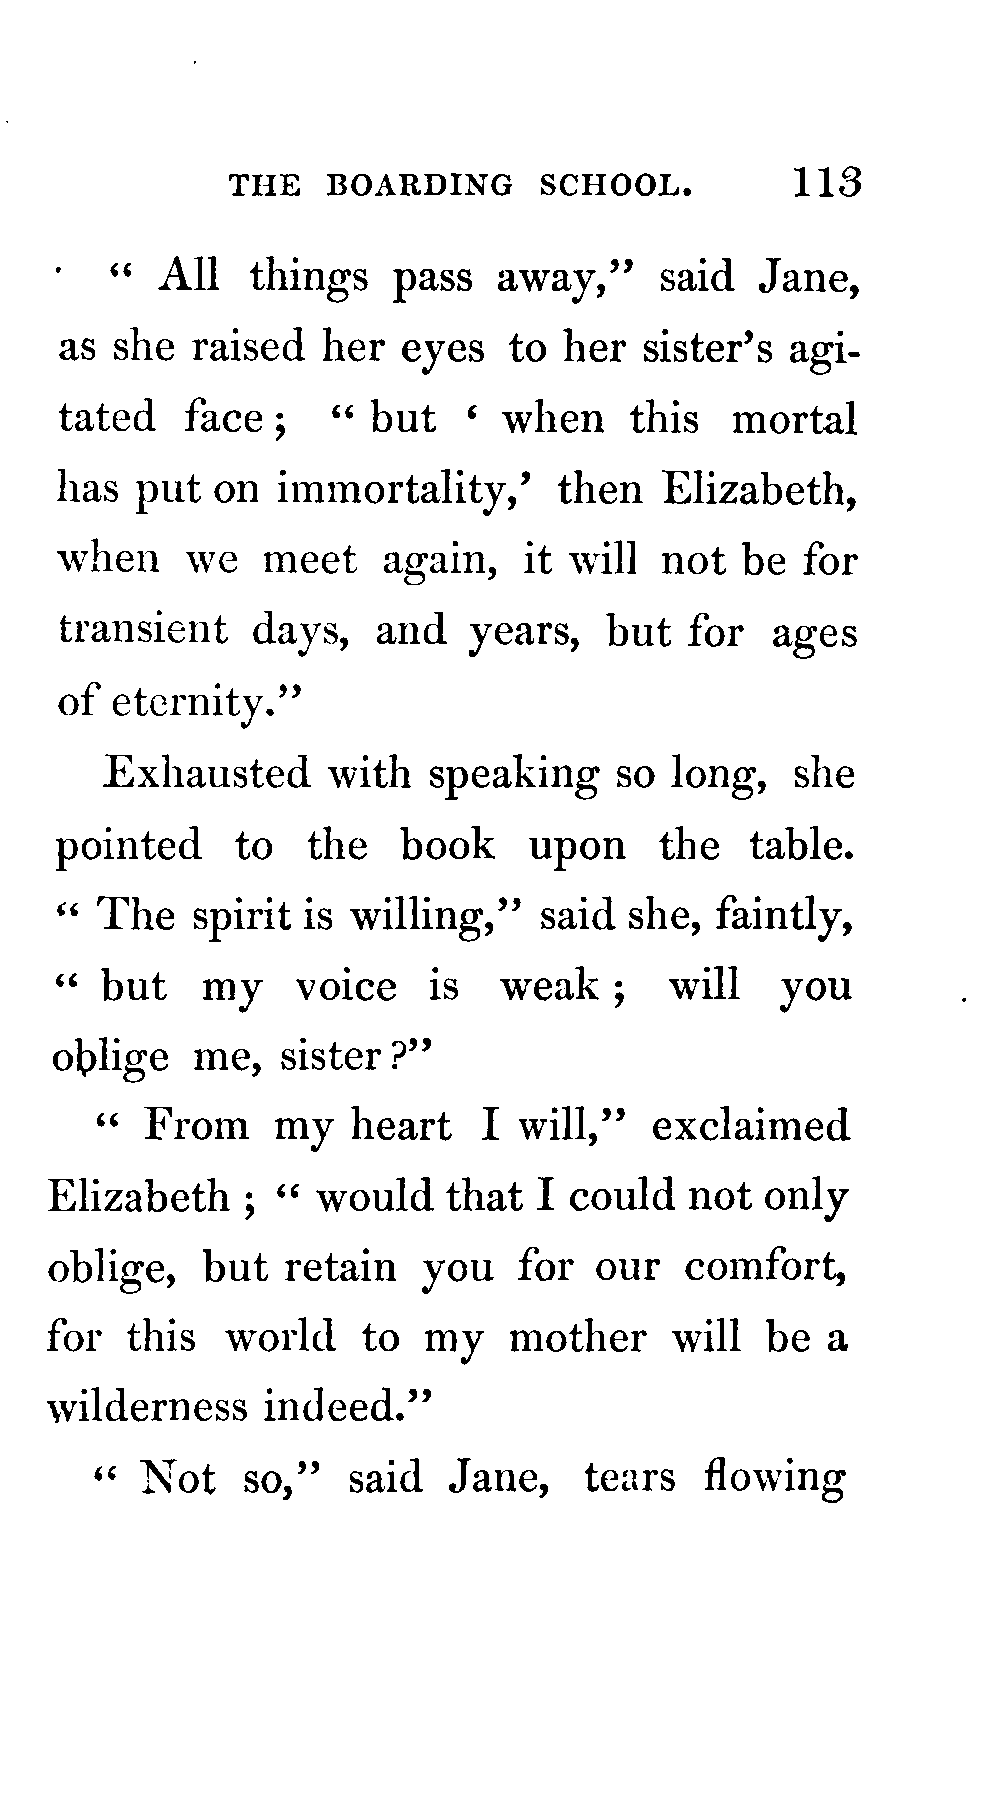 THE BOARDING SCHOOL. 113
“ All things pass away,” said Jane,
as she raised her eyes to her sister’s agi-
tated face ; “ but ‘ when this mortal
has put on immortality,’ then Elizabeth,
when we meet again, it will not be for
transient days, and years, but for ages
of eternity.”
Exhausted with speaking so long, she
pointed to the book upon the table.
“ The spirit is willing,” said she, faintly,
“ but my voice is weak ; will you
oblige me, sister ?”
“ From my heart I will,” exclaimed
Elizabeth ; “ would that I could not only
oblige, but retain you for our comfort,
for this world to my mother will be a
wilderness indeed.”
“ Not so,” said Jane, tears flowing